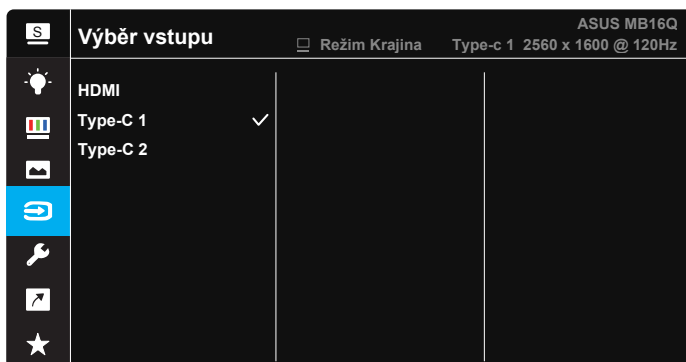 S
Výběr vstupu
Režim Krajina
ASUS MB16Q
Type-c 1 2560 x 1600 @ 120Hz
HDMI
Type-C 1
Type-C 2